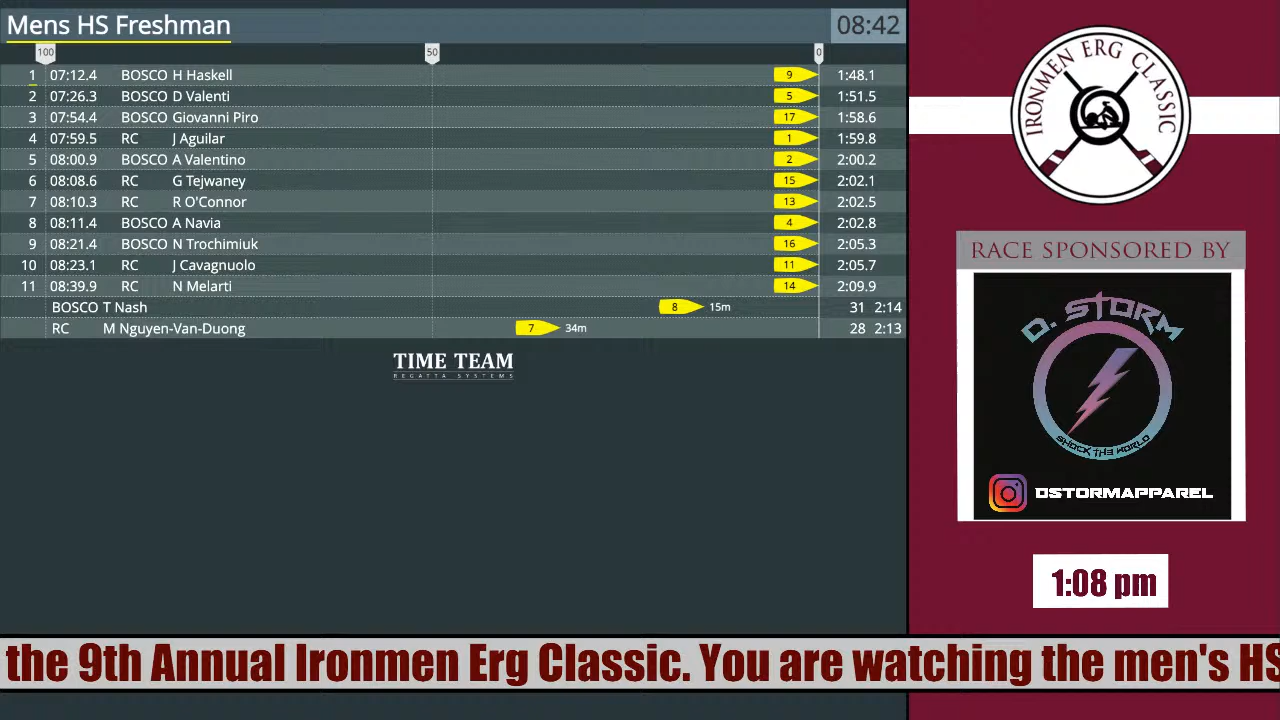 Mens HS Freshman 08:42
100 50 0
1 07:12.4 BOSCO H Haskell 9 1:48.1
2 07:26.3 BOSCO D Valenti 5 1:51.5
3 07:54.4 BOSCO Giovanni Piro 17 1:58.6
4 07:59.5 RC J Aguilar 1 1:59.8
5 08:00.9 BOSCO A Valentino 2 2:00.2
6 08:08.6 RC G Tejwaney 15 2:02.1
7 08:10.3 RC R O'Connor 13 2:02.5
8 08:11.4 BOSCO A Navia 4 2:02.8
9 08:21.4 BOSCO N Trochimiuk 16 2:05.3
10 08:23.1 RC J Cavagnuolo 11 2:05.7
11 08:39.9 RC N Melarti 14 2:09.9
BOSCO T Nash 8 15m 31 2:14
RC M Nguyen-Van-Duong 7 34m 28 2:13
TIME TEAM
REGATTA SYSTEMS
IRONMEN ERG CLASSIC
RACE SPONSORED BY
D. STORM
SHOCK THE WORLD
DSTORMAPPAREL
1:08 pm
the 9th Annual Ironmen Erg Classic. You are watching the men's HS